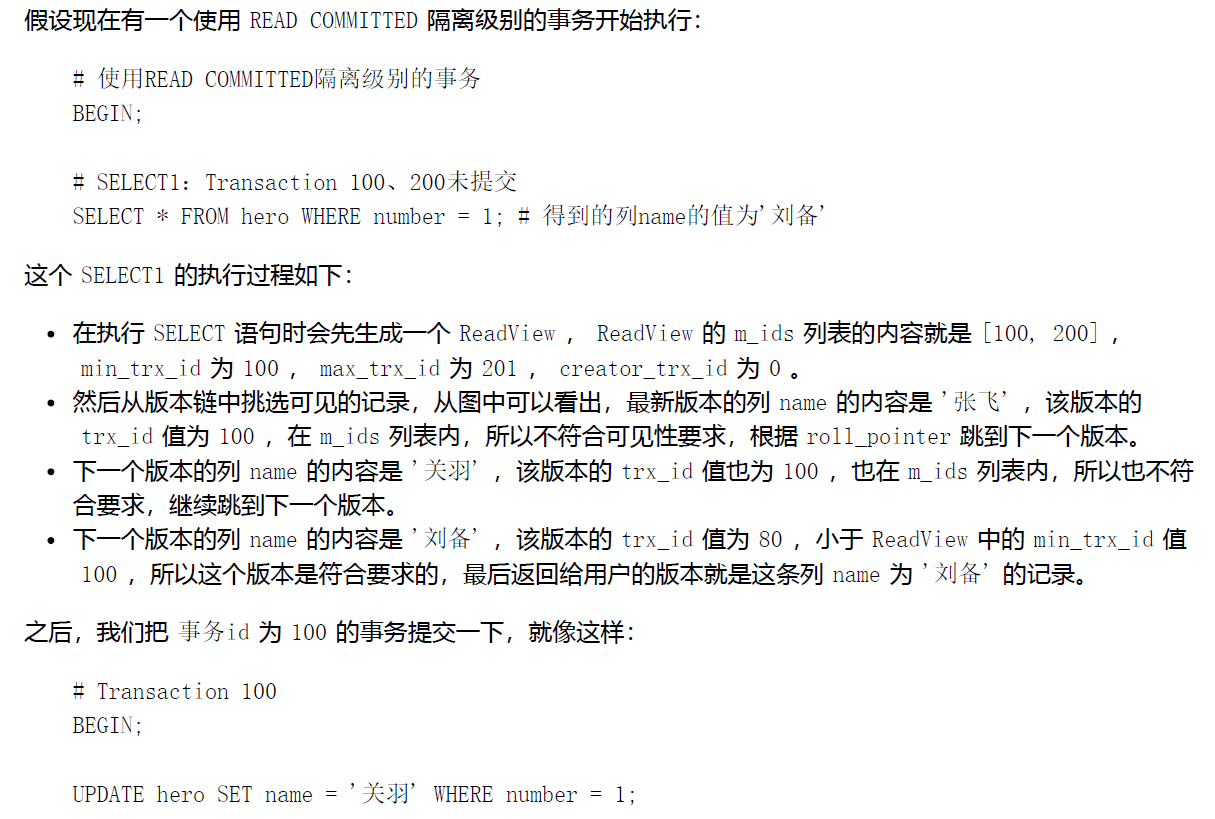 假设现在有一个使用 READ COMMITTED 隔离级别的事务开始执行：
# 使用READ COMMITTED隔离级别的事务
BEGIN;
# SELECT1：Transaction 100、200未提交
SELECT * FROM hero WHERE number = 1; # 得到的列name的值为'刘备'
这个 SELECT1 的执行过程如下：
• 在执行 SELECT 语句时会先生成一个 ReadView ， ReadView 的 m_ids 列表的内容就是 [100, 200] ，
min_trx_id 为 100 ， max_trx_id 为 201 ， creator_trx_id 为 0 。
• 然后从版本链中挑选可见的记录，从图中可以看出，最新版本的列 name 的内容是 '张飞' ，该版本的
trx_id 值为 100 ，在 m_ids 列表内，所以不符合可见性要求，根据 roll_pointer 跳到下一个版本。
• 下一个版本的列 name 的内容是 '关羽' ，该版本的 trx_id 值也为 100 ，也在 m_ids 列表内，所以也不符
合要求，继续跳到下一个版本。
• 下一个版本的列 name 的内容是 '刘备' ，该版本的 trx_id 值为 80 ，小于 ReadView 中的 min_trx_id 值
100 ，所以这个版本是符合要求的，最后返回给用户的版本就是这条列 name 为 '刘备' 的记录。
之后，我们把 事务id 为 100 的事务提交一下，就像这样：
# Transaction 100
BEGIN;
UPDATE hero SET name = '关羽' WHERE number = 1;